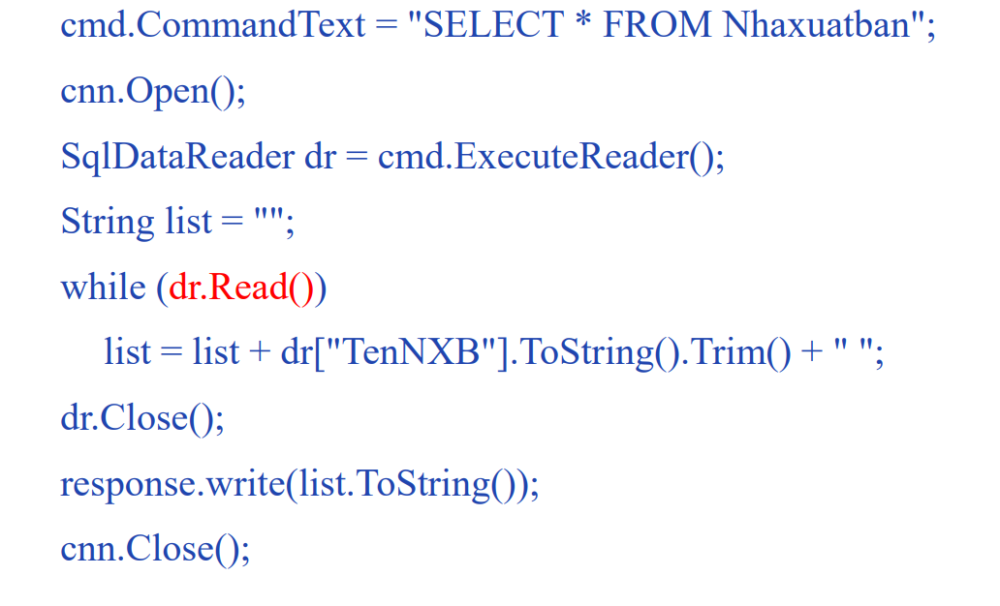 cmd.CommandText = "SELECT * FROM Nhaxuatban";
cnn.Open();
SqlDataReader dr = cmd.ExecuteReader();
String list = "";
while (dr.Read())
list = list + dr["TenNXB"].ToString().Trim() + " ";
dr.Close();
response.write(list.ToString());
cnn.Close();